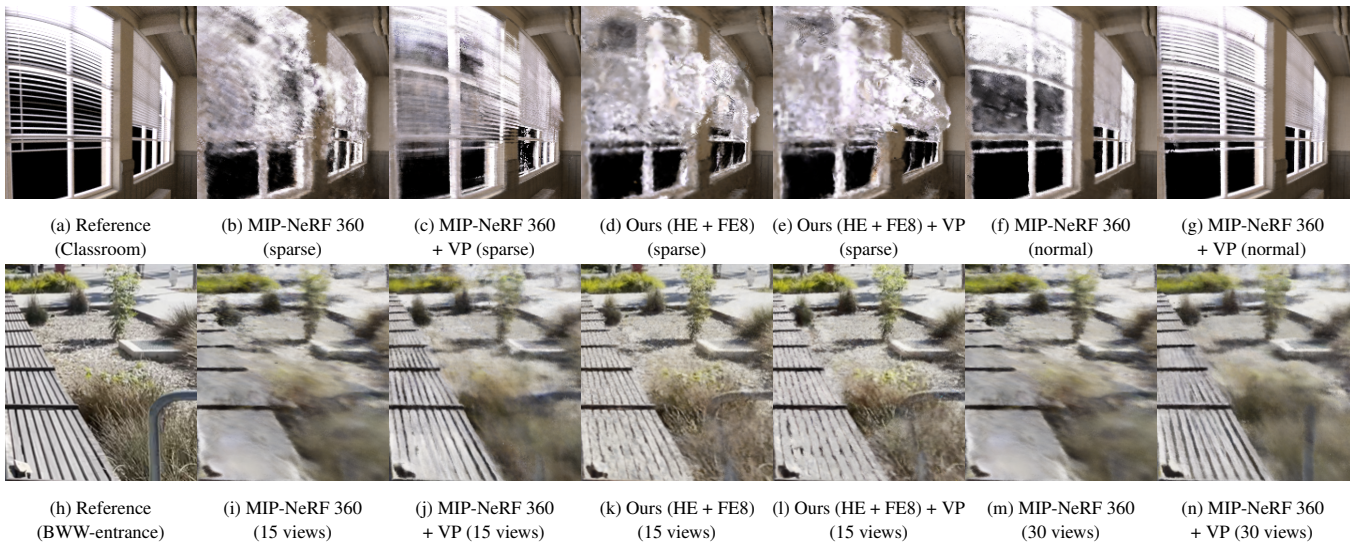 (a) Reference
(Classroom)
(b) MIP-NeRF 360
(sparse)
(c) MIP-NeRF 360
+ VP (sparse)
(d) Ours (HE + FE8)
(sparse)
(e) Ours (HE + FE8) + VP
(sparse)
(f) MIP-NeRF 360
(normal)
(g) MIP-NeRF 360
+ VP (normal)
(h) Reference
(BWW-entrance)
(i) MIP-NeRF 360
(15 views)
(j) MIP-NeRF 360
+ VP (15 views)
(k) Ours (HE + FE8)
(15 views)
(l) Ours (HE + FE8) + VP
(15 views)
(m) MIP-NeRF 360
(30 views)
(n) MIP-NeRF 360
+ VP (30 views)